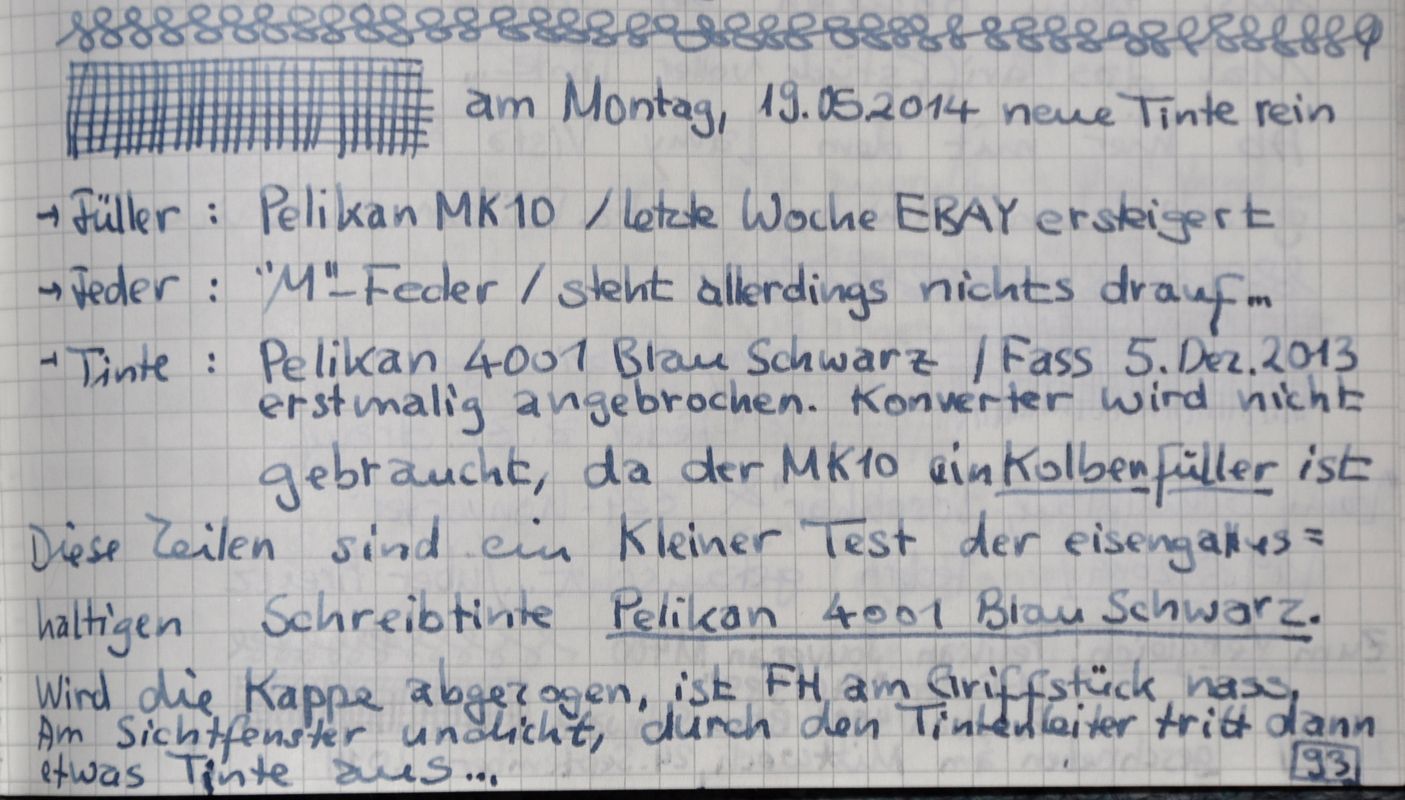 am Montag, 19.05.2014 neue Tinte rein
→ Füller : Pelikan MK10 / letzte Woche EBAY ersteigert
→ Feder : "M"-Feder / steht allerdings nichts drauf...
→ Tinte : Pelikan 4001 Blau Schwarz / Fass 5. Dez. 2013
erstmalig angebrochen. Konverter wird nicht
gebraucht, da der MK10 ein Kolbenfüller ist
Diese Zeilen sind ein Kleiner Test der eisengallus=
haltigen Schreibtinte Pelikan 4001 Blau Schwarz.
Wird die Kappe abgezogen, ist FH am Griffstück nass,
Am Sichtfenster undicht, durch den Tintenleiter tritt dann
etwas Tinte aus...
93